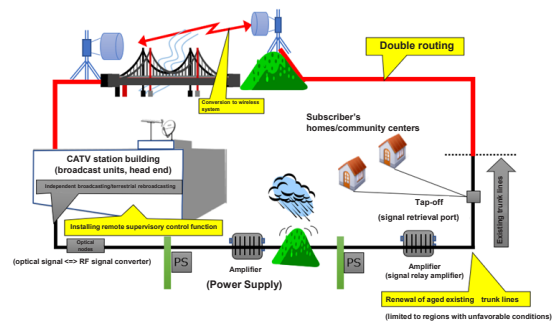 Double routing
Conversion to wireless
system
Subscriber's
homes/community centers
CATV station building
(broadcast units, head end)
Independent broadcasting/terrestrial rebroadcasting
Existing trunk lines
Installing remote supervisory control function
Tap-off
(signal retrieval port)
Optical
nodes
(optical signal <=> RF signal converter)
PS
Amplifier
(Power Supply)
PS
Amplifier
(signal relay amplifier)
Renewal of aged existing trunk lines
(limited to regions with unfavorable conditions)